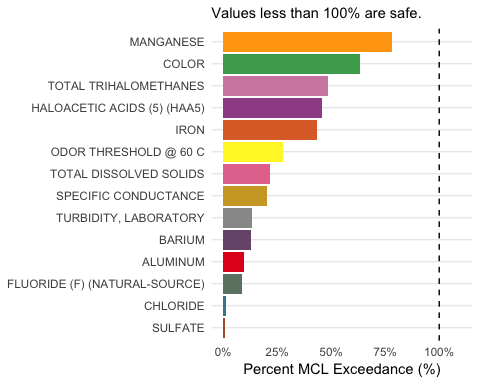 Values less than 100% are safe.
MANGANESE
COLOR
TOTAL TRIHALOMETHANES
HALOACETIC ACIDS (5) (HAA5)
IRON
ODOR THRESHOLD @ 60 C
TOTAL DISSOLVED SOLIDS
SPECIFIC CONDUCTANCE
TURBIDITY, LABORATORY
BARIUM
ALUMINUM
FLUORIDE (F) (NATURAL-SOURCE)
CHLORIDE
SULFATE
0% 25% 50% 75% 100%
Percent MCL Exceedance (%)